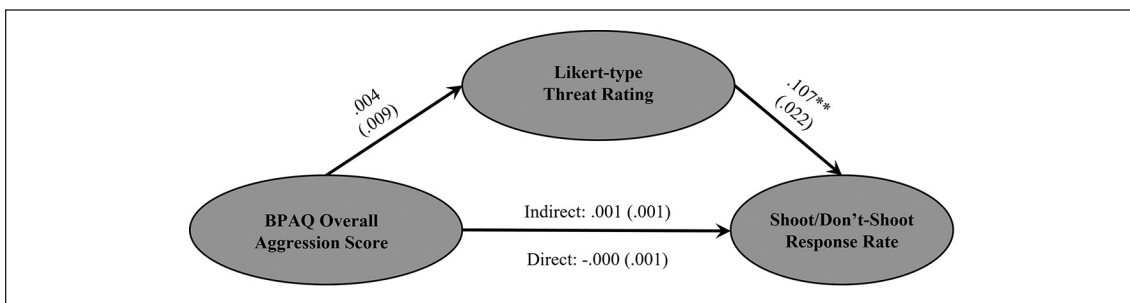 Likert-type
Threat Rating
.004
(.009)
.107**
(.022)
BPAQ Overall
Aggression Score
Indirect: .001 (.001)
Direct: -.000 (.001)
Shoot/Don’t-Shoot
Response Rate